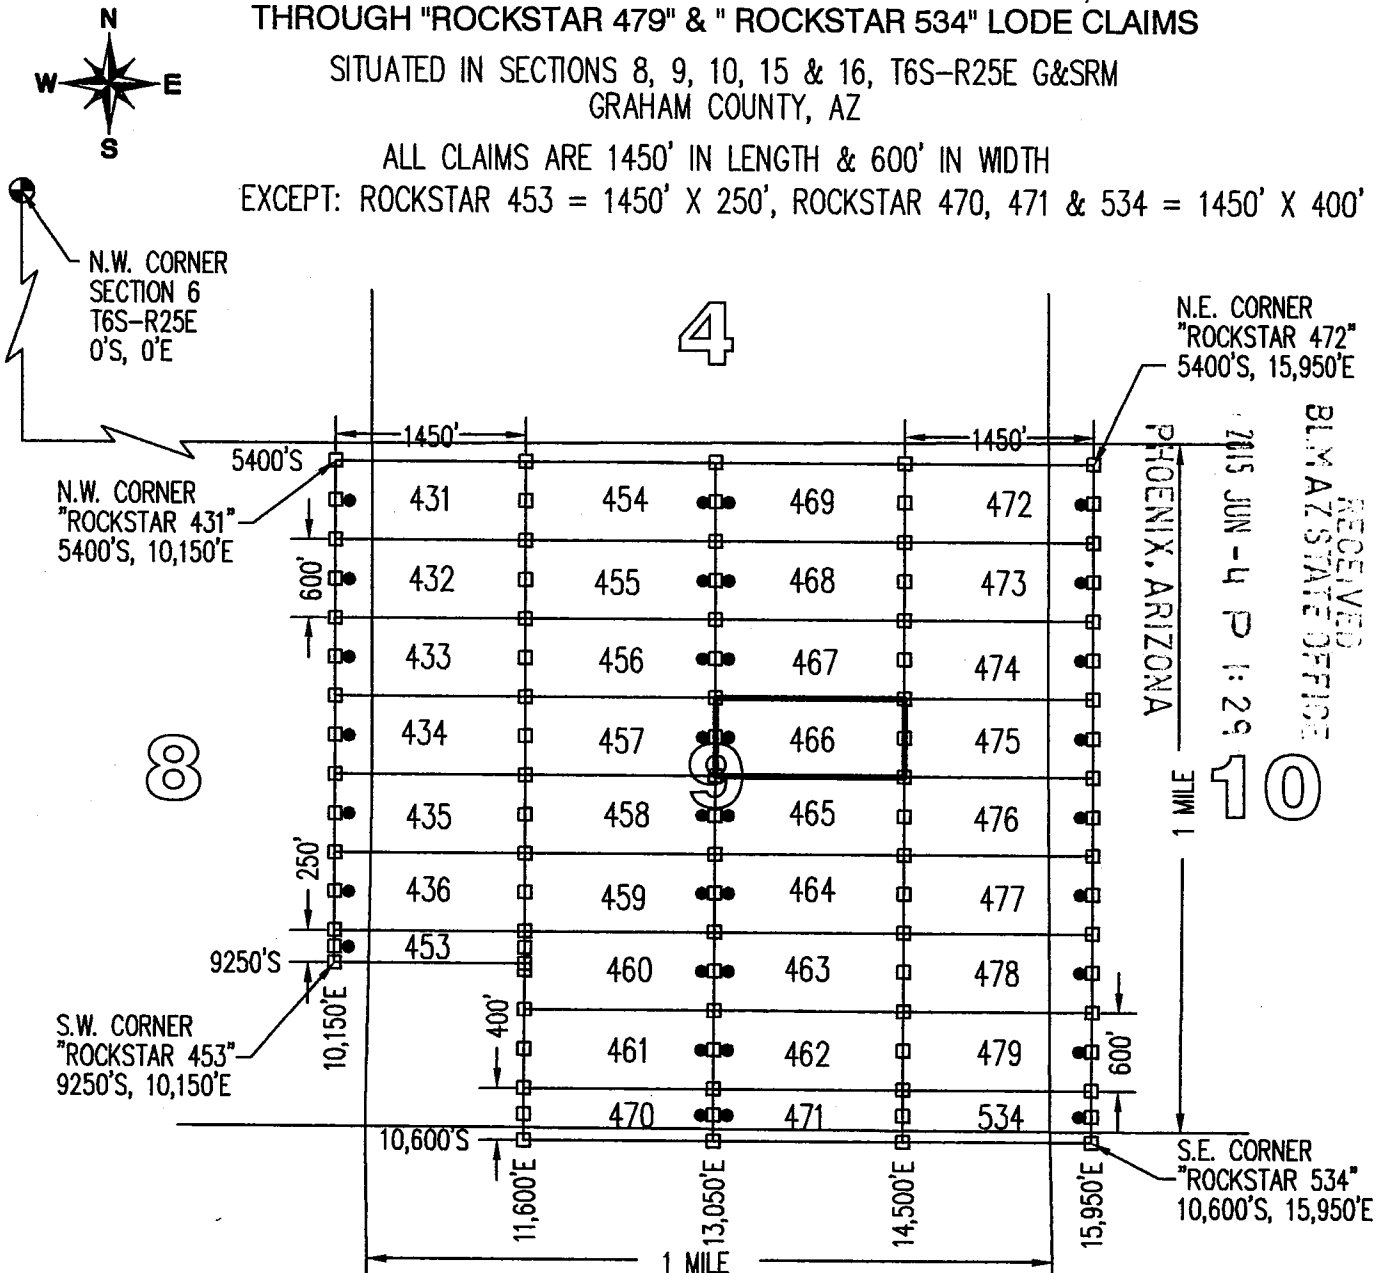 THROUGH "ROCKSTAR 479" & " ROCKSTAR 534" LODE CLAIMS
SITUATED IN SECTIONS 8, 9, 10, 15 & 16, T6S-R25E G&SRM
GRAHAM COUNTY, AZ
ALL CLAIMS ARE 1450' IN LENGTH & 600' IN WIDTH
EXCEPT: ROCKSTAR 453 = 1450' X 250', ROCKSTAR 470, 471 & 534 = 1450' X 400'
N
W E
S
N.W. CORNER
SECTION 6
T6S-R25E
0'S, 0'E
4
N.E. CORNER
"ROCKSTAR 472"
5400'S, 15,950'E
RECEIVED
BLM AZ STATE OFFICE
2015 JUN -4 P 1: 29
PHOENIX, ARIZONA
1450' 1450'
5400'S
N.W. CORNER
"ROCKSTAR 431"
5400'S, 10,150'E
600'
431 454 469 472
432 455 468 473
433 456 467 474
434 457 466 475
8 9 10
1 MILE
435 458 465 476
250'
436 459 464 477
453
9250'S
460 463 478
10,150'E
S.W. CORNER
"ROCKSTAR 453"
9250'S, 10,150'E
400'
461 462 479
600'
470 471 534
10,600'S
11,600'E 13,050'E 14,500'E 15,950'E
S.E. CORNER
"ROCKSTAR 534"
10,600'S, 15,950'E
1 MILE